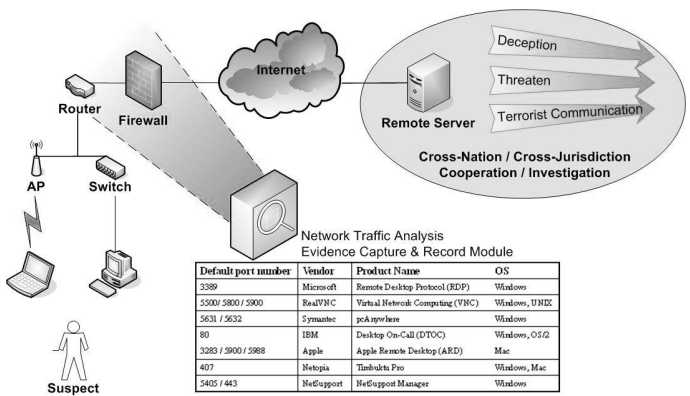 Deception
Internet
Threaten
Router
Firewall
Remote Server
Terrorist Communication
Cross-Nation / Cross-Jurisdiction
Cooperation / Investigation
AP
Switch
Network Traffic Analysis
Evidence Capture & Record Module
Default port number Vendor Product Name OS
3389 Microsoft Remote Desktop Protocol (RDP) Windows
5500/ 5800 / 5900 RealVNC Virtual Network Computing (VNC) Windows, UNIX
5631 / 5632 Symantec pcAnywhere Windows
80 IBM Desktop On-Call (DTOC) Windows, OS/2
3283 / 5900 / 5988 Apple Apple Remote Desktop (ARD) Mac
407 Netopia Timbuktu Pro Windows, Mac
5405 / 443 NetSupport NetSupport Manager Windows
Suspect